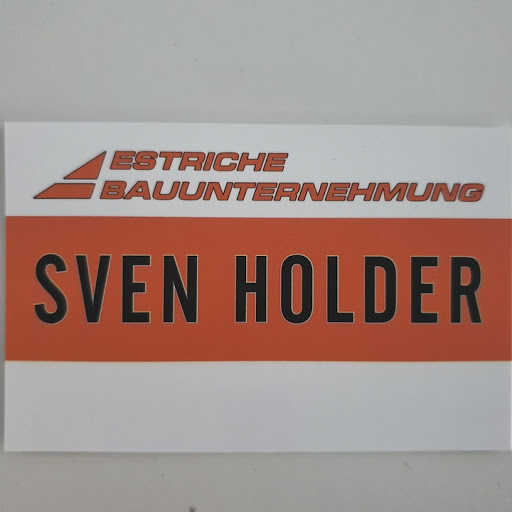 ESTRICHE
BAUUNTERNEHMUNG
SVEN HOLDER